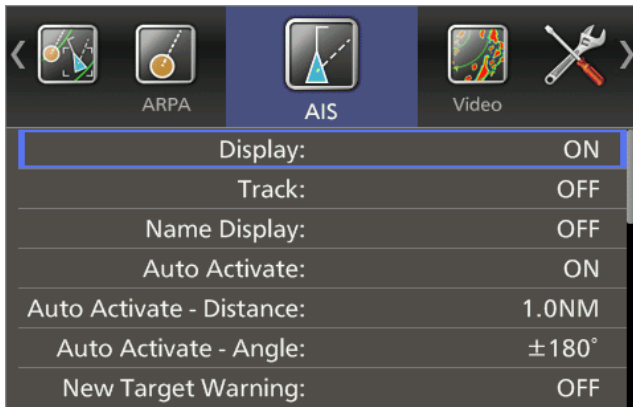 ARPA AIS Video
Display: ON
Track: OFF
Name Display: OFF
Auto Activate: ON
Auto Activate - Distance: 1.0NM
Auto Activate - Angle: ±180°
New Target Warning: OFF